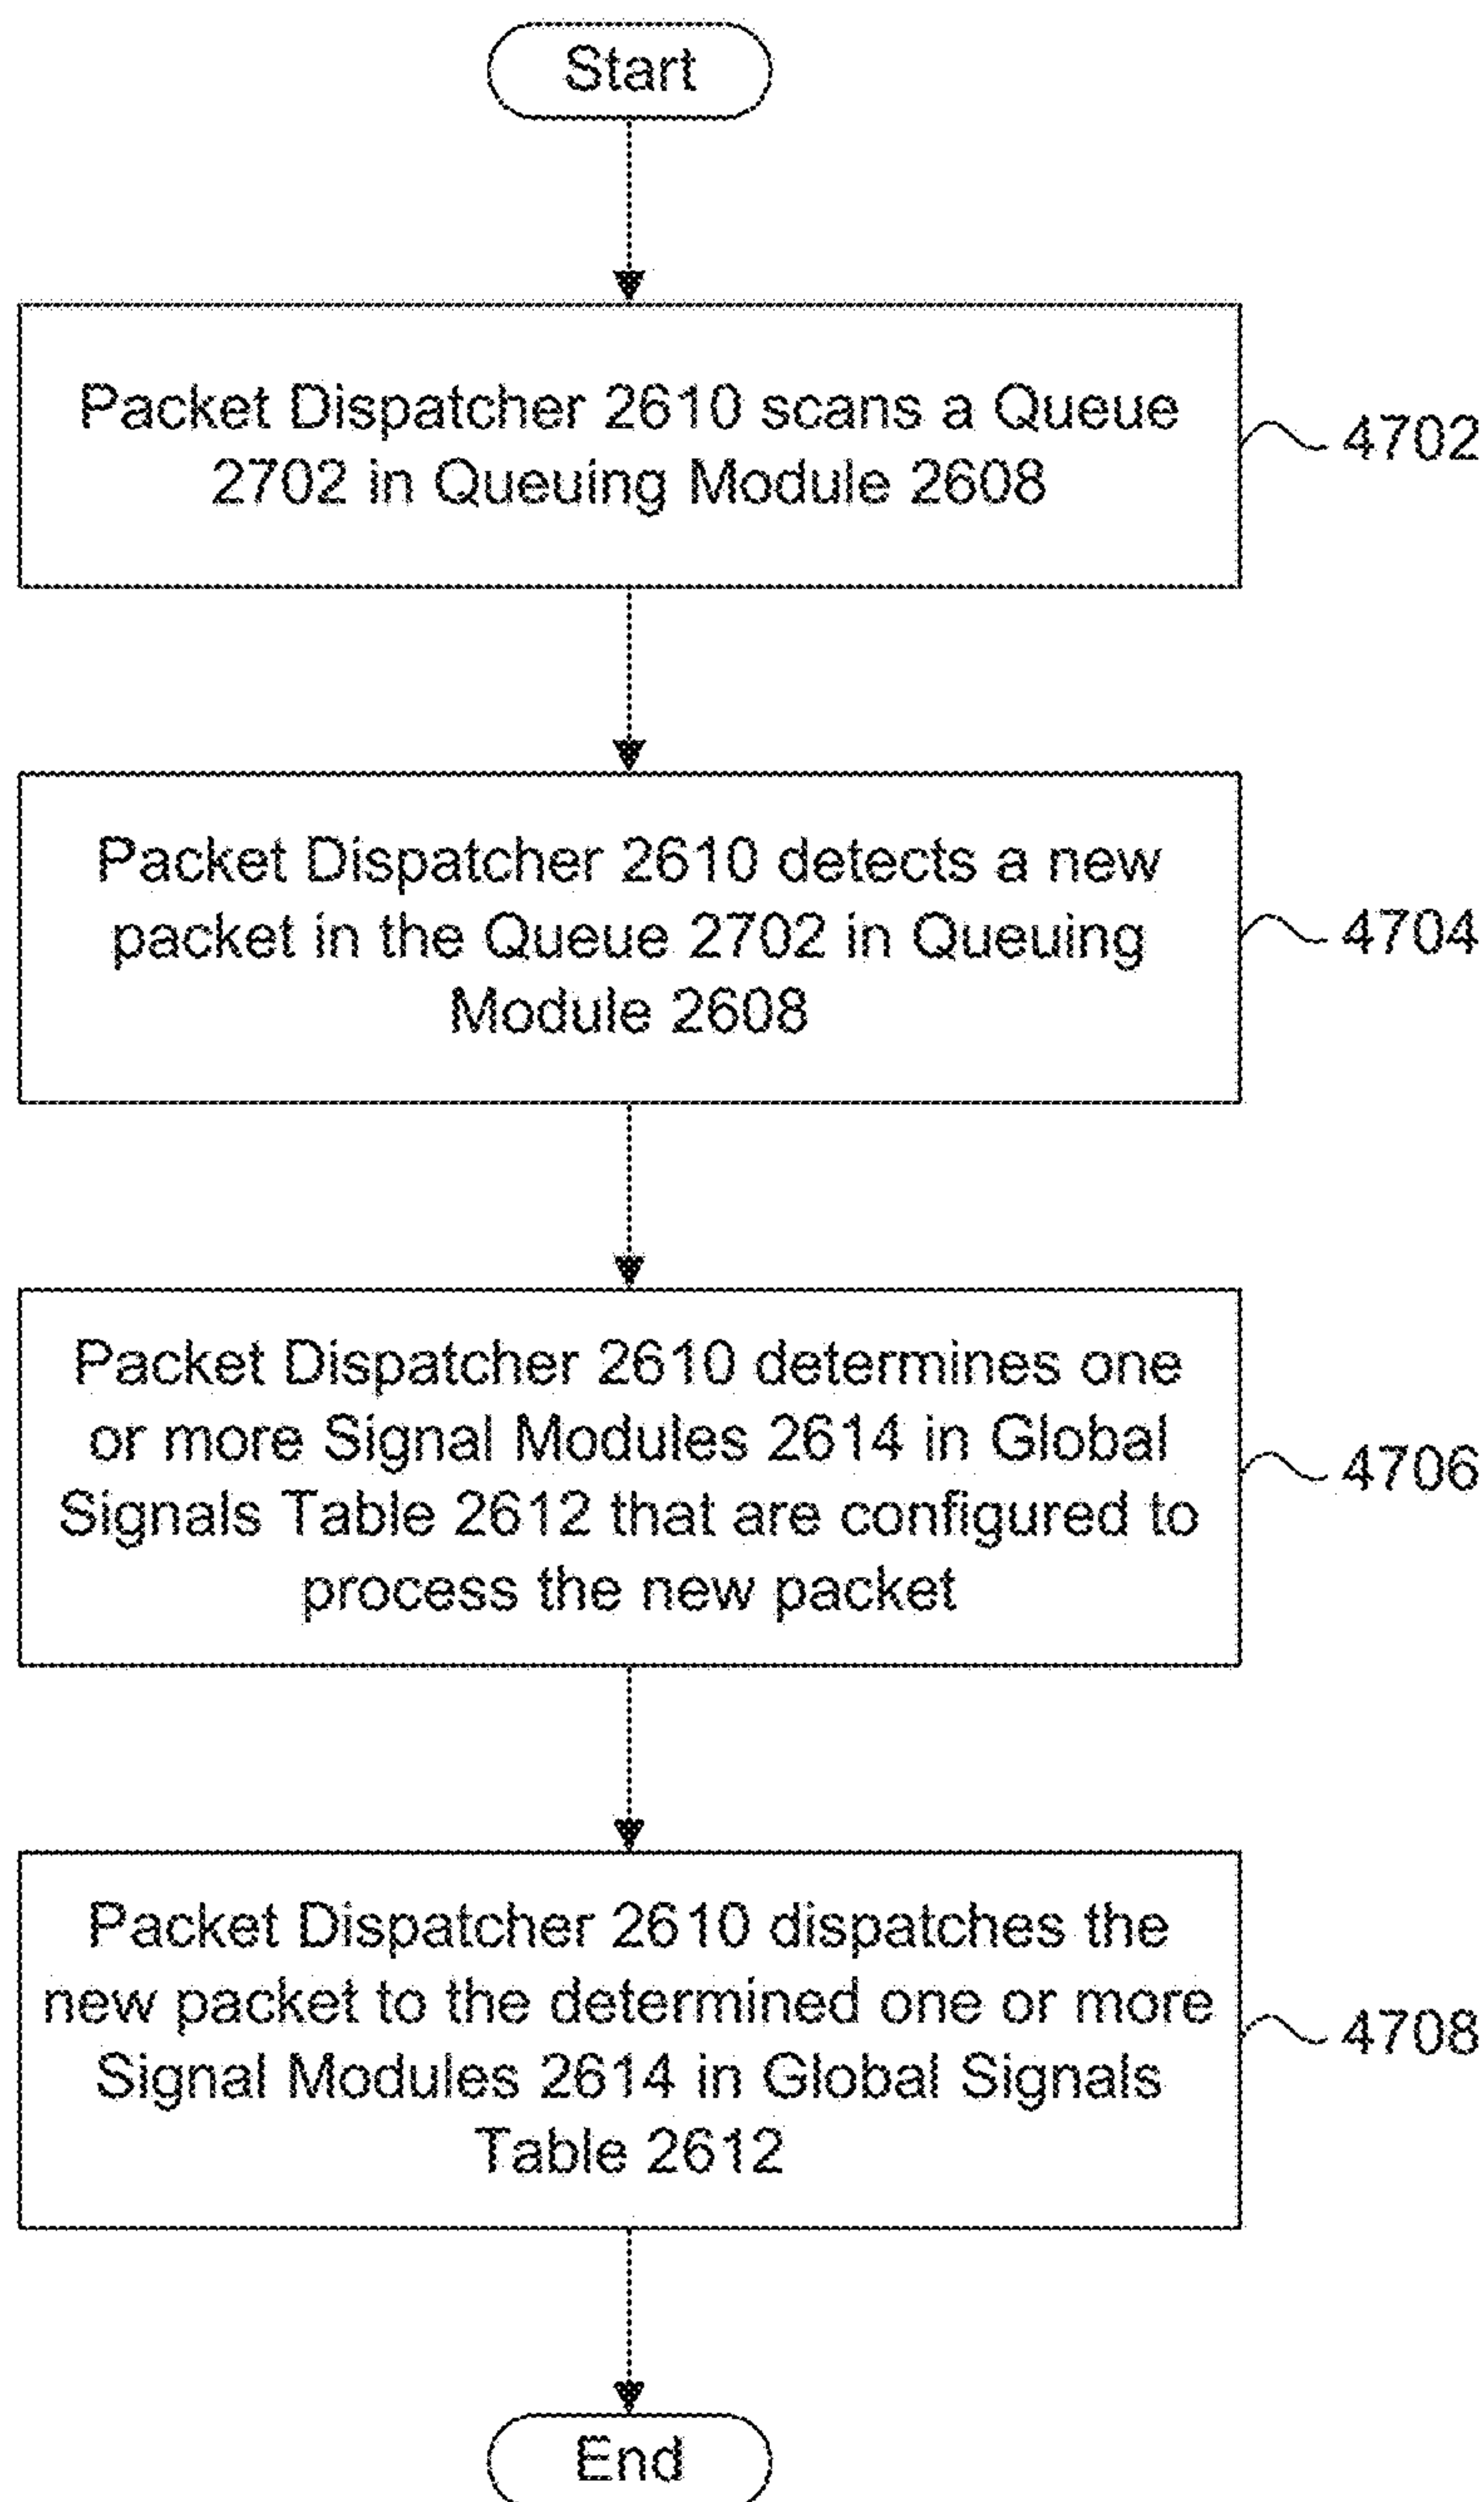 Start
Packet Dispatcher 2610 scans a Queue
2702 in Queuing Module 2608
4702
Packet Dispatcher 2610 detects a new
packet in the Queue 2702 in Queuing
Module 2608
4704
Packet Dispatcher 2610 determines one
or more Signal Modules 2614 in Global
Signals Table 2612 that are configured to
process the new packet
4706
Packet Dispatcher 2610 dispatches the
new packet to the determined one or more
Signal Modules 2614 in Global Signals
Table 2612
4708
End